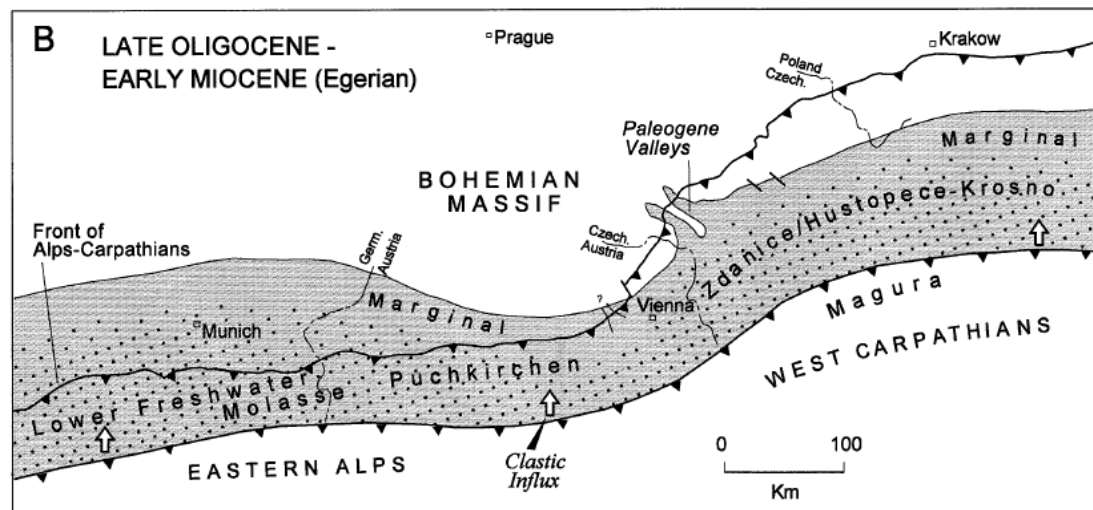 B
LATE OLIGOCENE -
EARLY MIOCENE (Egerian)
Prague
Krakow
Poland
Czech.
Paleogene
Valleys
Marginal
BOHEMIAN
MASSIF
Zdanice/Hustopece-Krosno
Czech.
Austria
Front of
Alps-Carpathians
Germ.
Austria
Marginal
?
Vienna
Munich
Magura
WEST CARPATHIANS
Puchkirchen
Lower Freshwater
Molasse
Clastic
Influx
EASTERN ALPS
0 100
Km